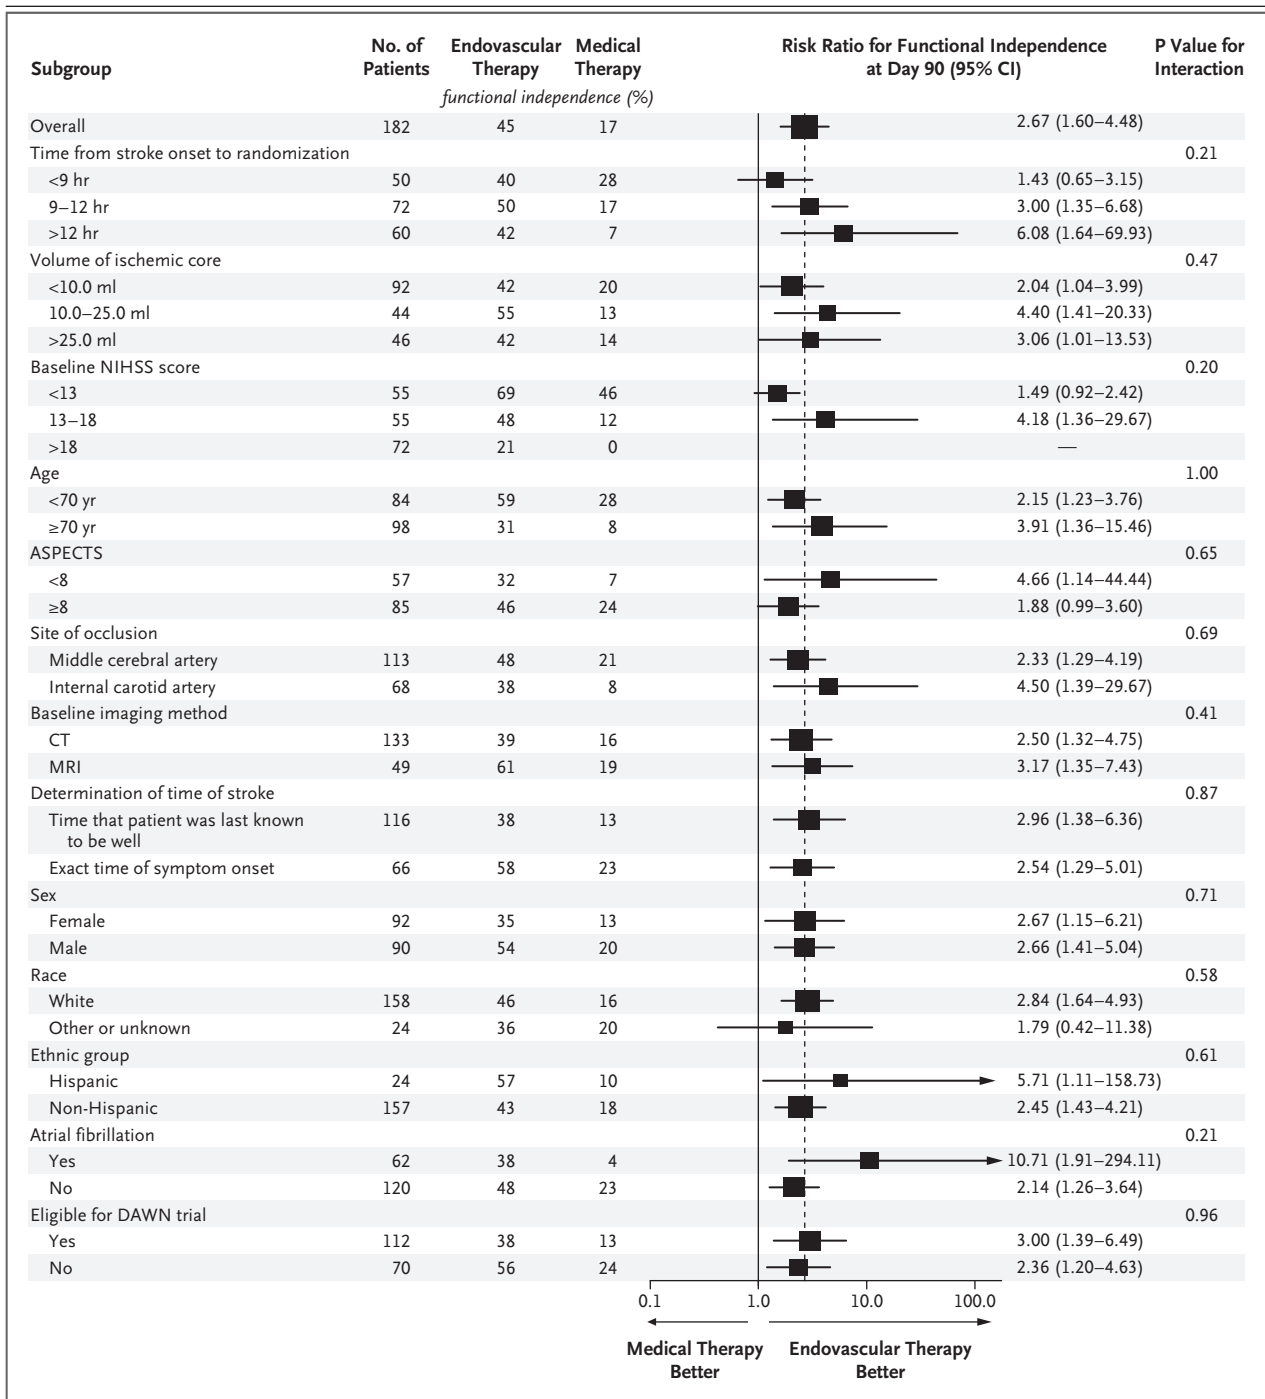 Subgroup No. of Patients Endovascular Therapy Medical Therapy Risk Ratio for Functional Independence at Day 90 (95% CI) P Value for Interaction
functional independence (%)
Overall 182 45 17 2.67 (1.60–4.48)
Time from stroke onset to randomization 0.21
<9 hr 50 40 28 1.43 (0.65–3.15)
9–12 hr 72 50 17 3.00 (1.35–6.68)
>12 hr 60 42 7 6.08 (1.64–69.93)
Volume of ischemic core 0.47
<10.0 ml 92 42 20 2.04 (1.04–3.99)
10.0–25.0 ml 44 55 13 4.40 (1.41–20.33)
>25.0 ml 46 42 14 3.06 (1.01–13.53)
Baseline NIHSS score 0.20
<13 55 69 46 1.49 (0.92–2.42)
13–18 55 48 12 4.18 (1.36–29.67)
>18 72 21 0 —
Age 1.00
<70 yr 84 59 28 2.15 (1.23–3.76)
≥70 yr 98 31 8 3.91 (1.36–15.46)
ASPECTS 0.65
<8 57 32 7 4.66 (1.14–44.44)
≥8 85 46 24 1.88 (0.99–3.60)
Site of occlusion 0.69
Middle cerebral artery 113 48 21 2.33 (1.29–4.19)
Internal carotid artery 68 38 8 4.50 (1.39–29.67)
Baseline imaging method 0.41
CT 133 39 16 2.50 (1.32–4.75)
MRI 49 61 19 3.17 (1.35–7.43)
Determination of time of stroke 0.87
Time that patient was last known 116 38 13 2.96 (1.38–6.36)
to be well
Exact time of symptom onset 66 58 23 2.54 (1.29–5.01)
Sex 0.71
Female 92 35 13 2.67 (1.15–6.21)
Male 90 54 20 2.66 (1.41–5.04)
Race 0.58
White 158 46 16 2.84 (1.64–4.93)
Other or unknown 24 36 20 1.79 (0.42–11.38)
Ethnic group 0.61
Hispanic 24 57 10 5.71 (1.11–158.73)
Non-Hispanic 157 43 18 2.45 (1.43–4.21)
Atrial fibrillation 0.21
Yes 62 38 4 10.71 (1.91–294.11)
No 120 48 23 2.14 (1.26–3.64)
Eligible for DAWN trial 0.96
Yes 112 38 13 3.00 (1.39–6.49)
No 70 56 24 2.36 (1.20–4.63)
0.1 1.0 10.0 100.0
Medical Therapy Better Endovascular Therapy Better